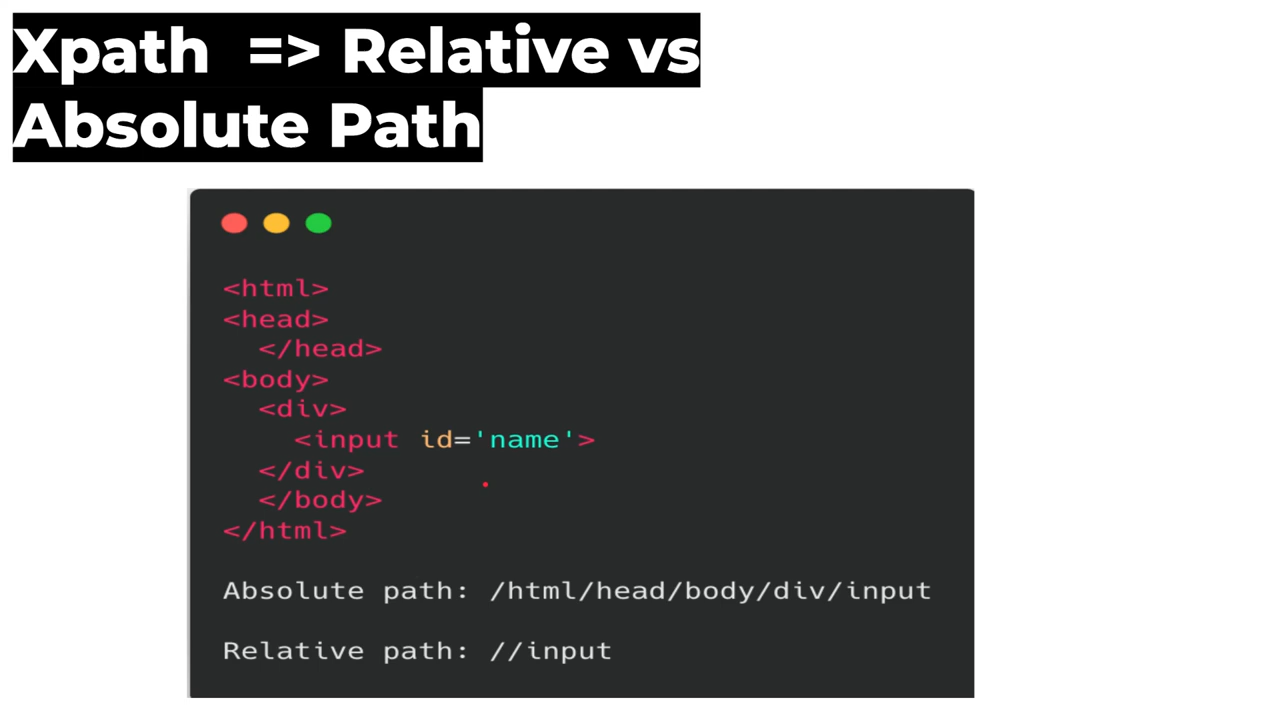 Xpath => Relative vs
Absolute Path
<html>
<head>
</head>
<body>
<div>
<input id='name'>
</div>
</body>
</html>
Absolute path: /html/head/body/div/input
Relative path: //input